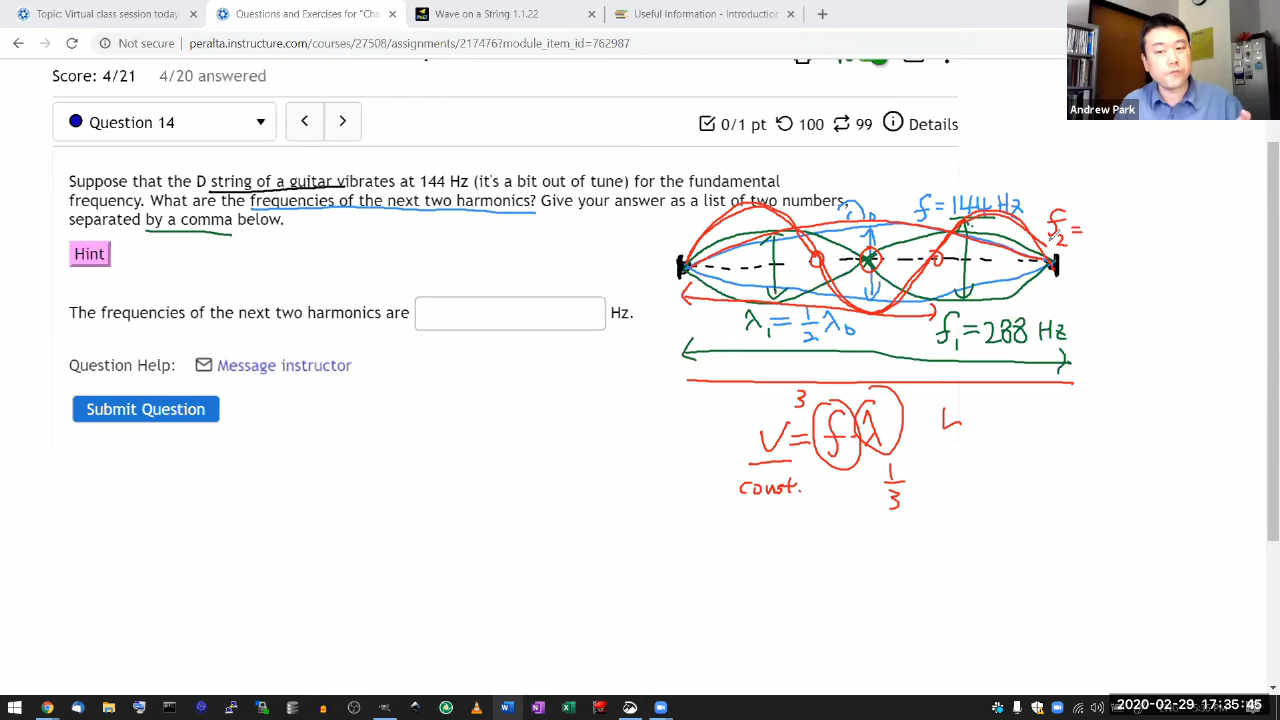 Topic: Virtual class session day
Questions and Exercises for "Cha
Wave on a String 1.1.22
Useful Information - Introduction
Not secure | peralta.instructure.com/courses/27500/assignments/
76?module_item_id=762987
Andrew Park
Score: 4/21 4/20 answered
Question 14
0/1 pt 100 99 Details
Suppose that the D string of a guitar vibrates at 144 Hz (it's a bit out of tune) for the fundamental
frequency. What are the frequencies of the next two harmonics? Give your answer as a list of two numbers,
separated by a comma below.
Hint
The frequencies of the next two harmonics are Hz.
Question Help: Message instructor
Submit Question
f = 144 Hz
f₂ =
λ₁ = 1/2 λ₀
f₁ = 288 Hz
3
V = f · λ
const.
1/3
2020-02-29 17:35:45